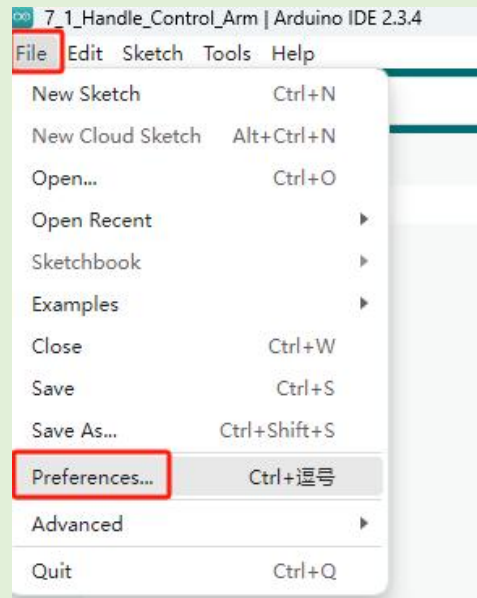 7_1_Handle_Control_Arm | Arduino IDE 2.3.4
File Edit Sketch Tools Help
New Sketch Ctrl+N
New Cloud Sketch Alt+Ctrl+N
Open... Ctrl+O
Open Recent
Sketchbook
Examples
Close Ctrl+W
Save Ctrl+S
Save As... Ctrl+Shift+S
Preferences... Ctrl+逗号
Advanced
Quit Ctrl+Q